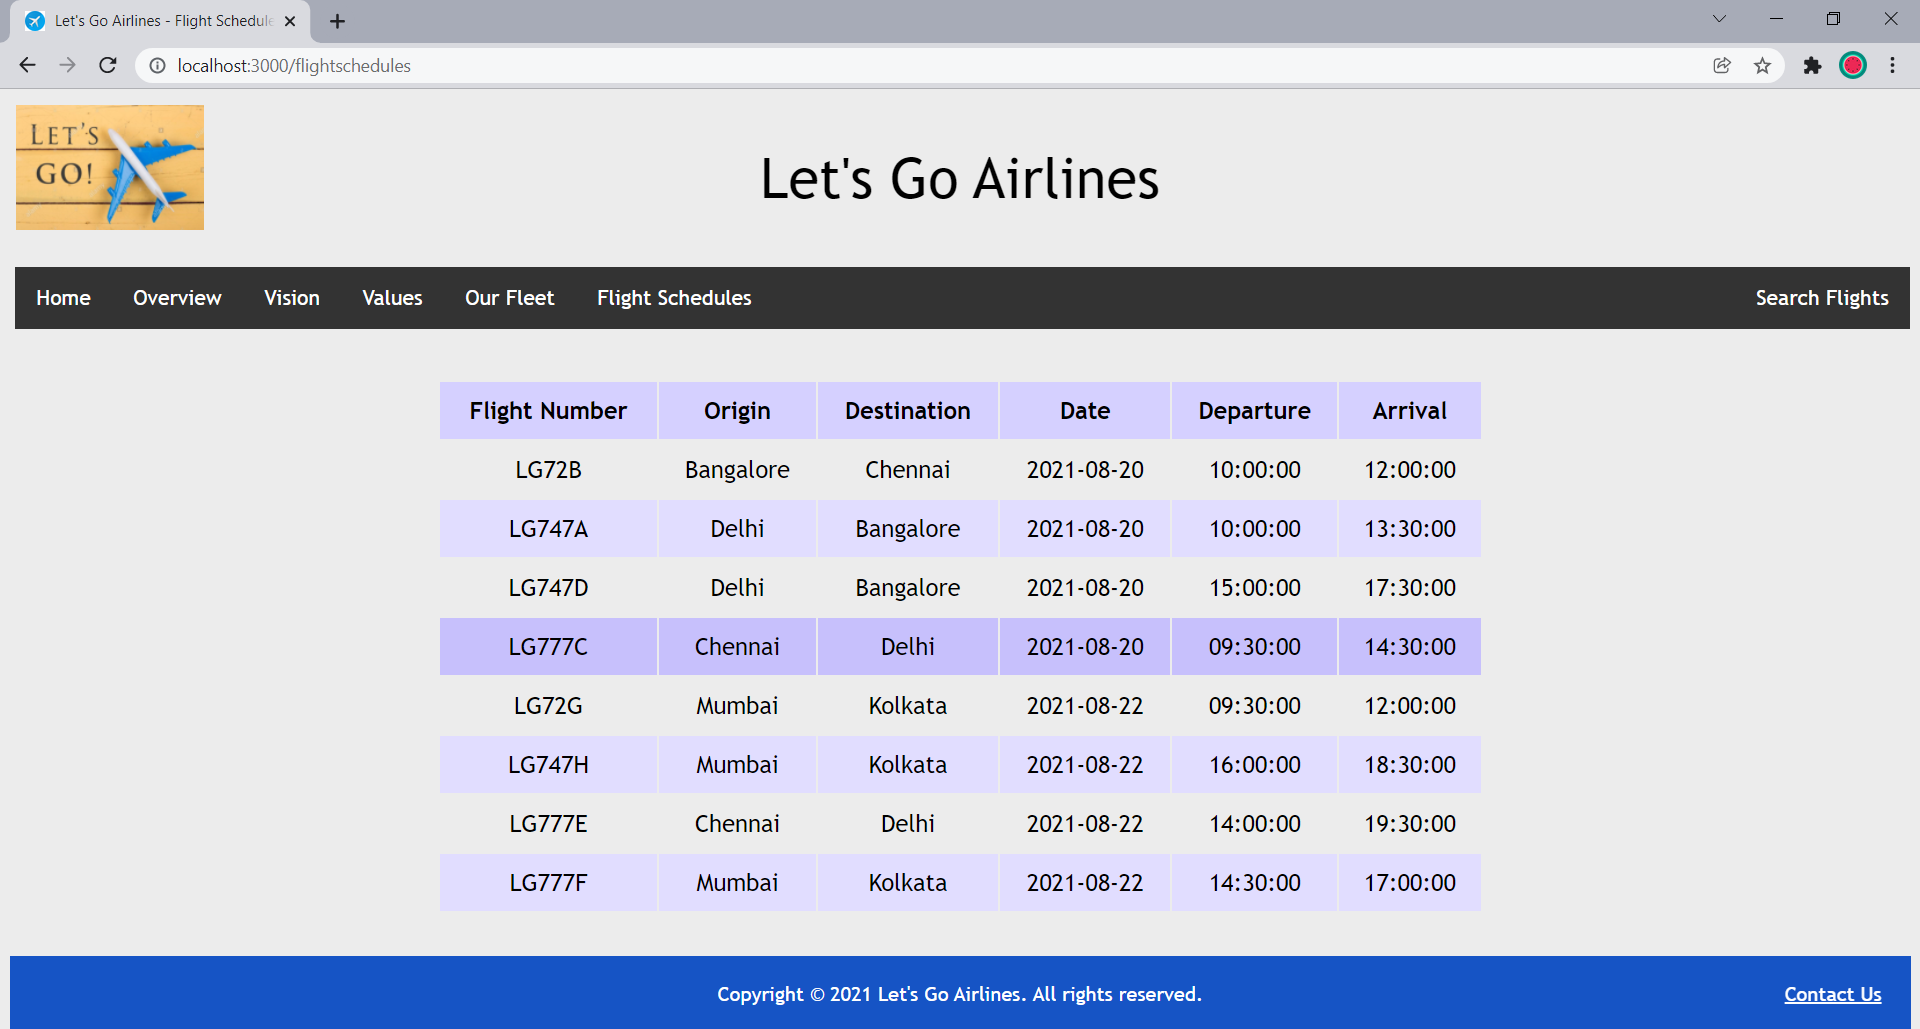 Let's Go Airlines - Flight Schedule
localhost:3000/flightschedules
LET'S
GO!
Let's Go Airlines
Home Overview Vision Values Our Fleet Flight Schedules Search Flights
Flight Number Origin Destination Date Departure Arrival
LG72B Bangalore Chennai 2021-08-20 10:00:00 12:00:00
LG747A Delhi Bangalore 2021-08-20 10:00:00 13:30:00
LG747D Delhi Bangalore 2021-08-20 15:00:00 17:30:00
LG777C Chennai Delhi 2021-08-20 09:30:00 14:30:00
LG72G Mumbai Kolkata 2021-08-22 09:30:00 12:00:00
LG747H Mumbai Kolkata 2021-08-22 16:00:00 18:30:00
LG777E Chennai Delhi 2021-08-22 14:00:00 19:30:00
LG777F Mumbai Kolkata 2021-08-22 14:30:00 17:00:00
Copyright © 2021 Let's Go Airlines. All rights reserved. Contact Us